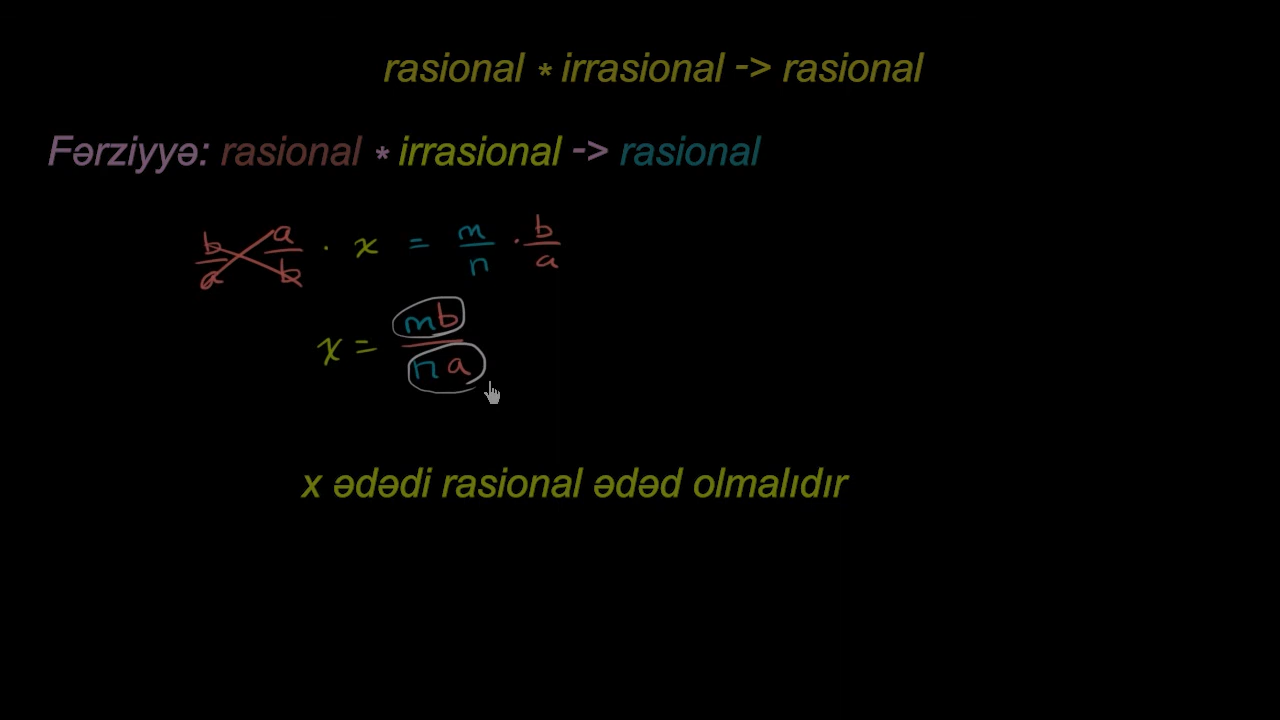 rasional * irrasional -> rasional
Fərziyyə: rasional * irrasional -> rasional
b/a a/b · x = m/n · b/a
x = mb/na
x ədədi rasional ədəd olmalıdır